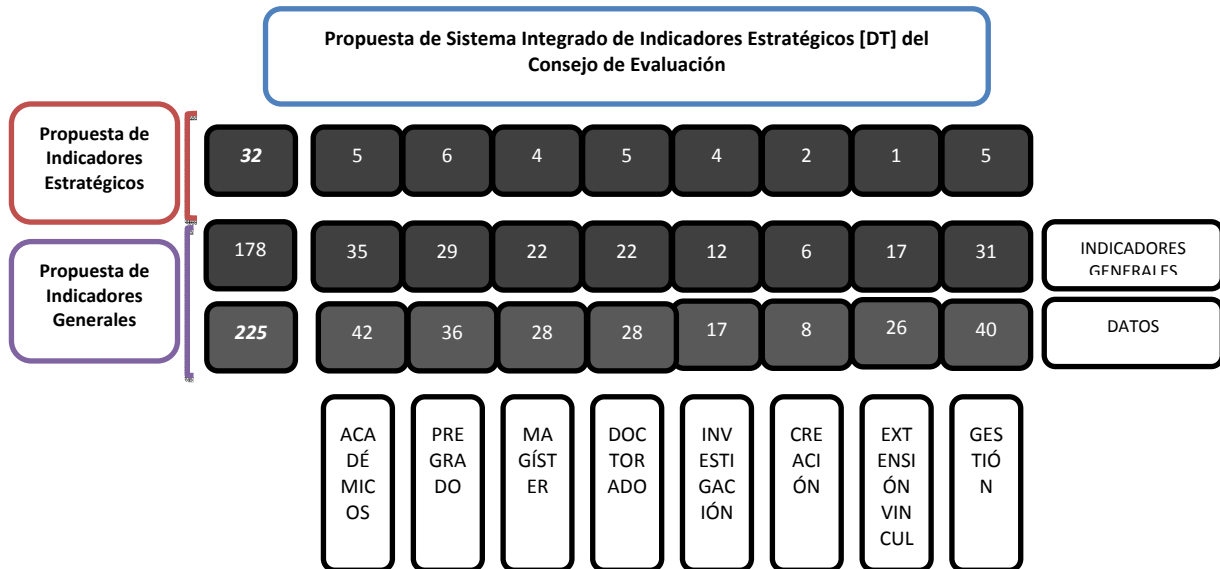 Propuesta de Sistema Integrado de Indicadores Estratégicos [DT] del
Consejo de Evaluación
Propuesta de
Indicadores
Estratégicos
32 5 6 4 5 4 2 1 5
Propuesta de
Indicadores
Generales
178 35 29 22 22 12 6 17 31
INDICADORES
GENERALES
225 42 36 28 28 17 8 26 40
DATOS
ACA
DÉ
MICO
OS
PRE
GRA
DO
MA
GÍST
ER
DOC
TOR
ADO
INV
ESTI
GAC
IÓN
CRE
ACI
ÓN
EXT
ENSI
ÓN
VIN
CUL
GES
TIÓ
N